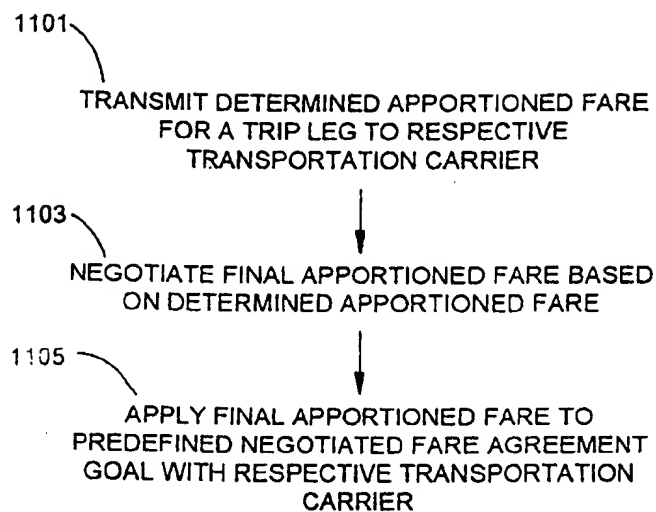 1101
TRANSMIT DETERMINED APPORTIONED FARE
FOR A TRIP LEG TO RESPECTIVE
TRANSPORTATION CARRIER
1103
NEGOTIATE FINAL APPORTIONED FARE BASED
ON DETERMINED APPORTIONED FARE
1105
APPLY FINAL APPORTIONED FARE TO
PREDEFINED NEGOTIATED FARE AGREEMENT
GOAL WITH RESPECTIVE TRANSPORTATION
CARRIER